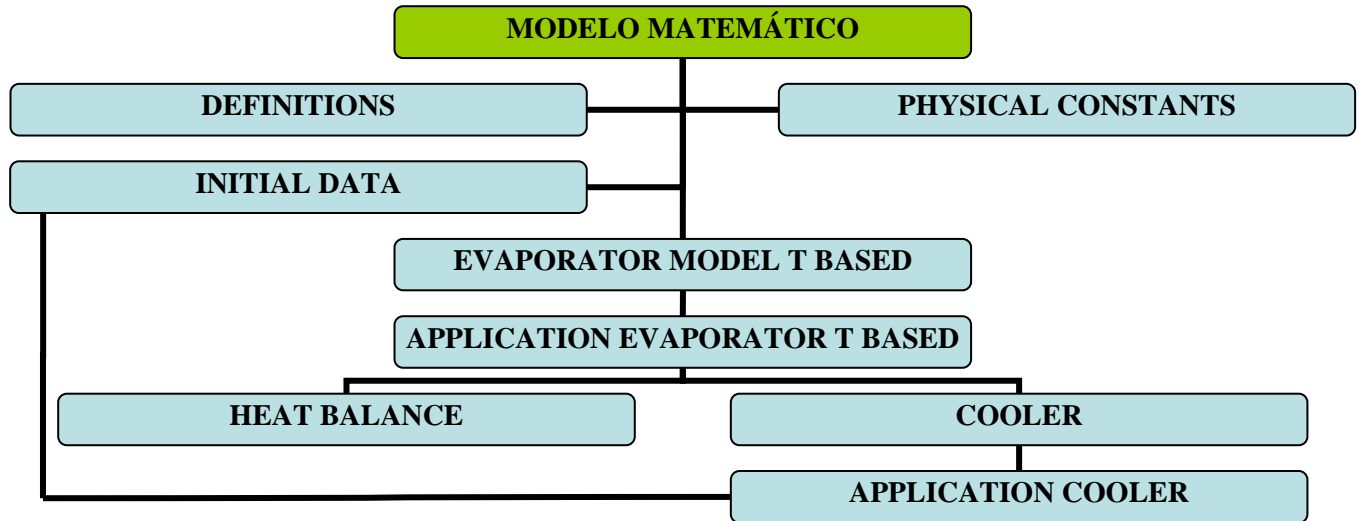 MODELO MATEMÁTICO
DEFINITIONS
PHYSICAL CONSTANTS
INITIAL DATA
EVAPORATOR MODEL T BASED
APPLICATION EVAPORATOR T BASED
HEAT BALANCE
COOLER
APPLICATION COOLER